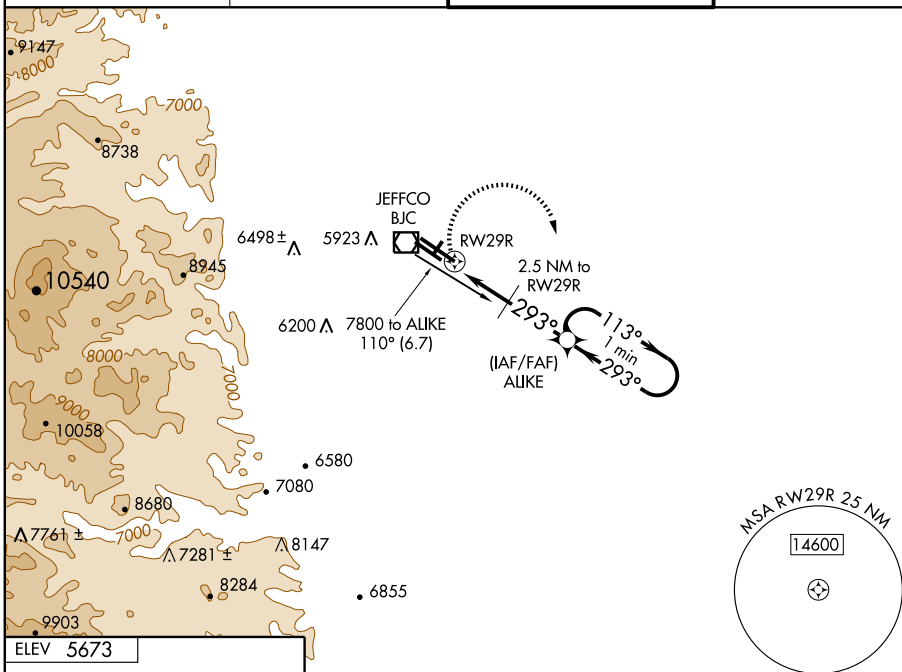 9147
8000
7000
8738
JEFFCO
BJC
6498 ±
5923
RW29R
8945
2.5 NM to
RW29R
10540
6200
7800 to ALIKE
110° (6.7)
293°
113°
1 min
293°
(IAF/FAF)
ALIKE
8000
7000
9000
10058
6580
7080
8680
7761 ±
7000
7281 ±
8147
8284
6855
9903
MSA RW29R 25 NM
14600
ELEV 5673